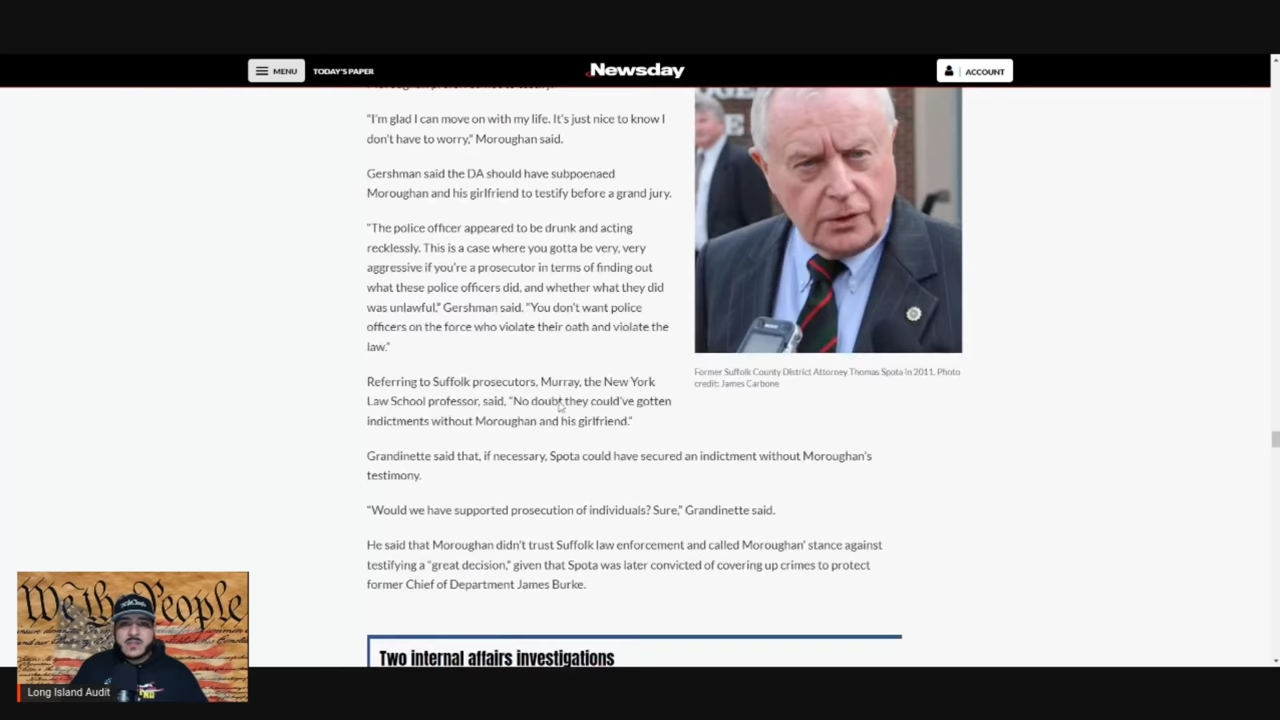 MENU
TODAY'S PAPER
Newsday
ACCOUNT
"I'm glad I can move on with my life. It's just nice to know I
don't have to worry," Moroughan said.
Gershman said the DA should have subpoenaed
Moroughan and his girlfriend to testify before a grand jury.
"The police officer appeared to be drunk and acting
recklessly. This is a case where you gotta be very, very
aggressive if you're a prosecutor in terms of finding out
what these police officers did, and whether what they did
was unlawful," Gershman said. "You don't want police
officers on the force who violate their oath and violate the
law."
Former Suffolk County District Attorney Thomas Spota in 2011. Photo
credit: James Carbone
Referring to Suffolk prosecutors, Murray, the New York
Law School professor, said, "No doubt they could've gotten
indictments without Moroughan and his girlfriend."
Grandinette said that, if necessary, Spota could have secured an indictment without Moroughan's
testimony.
"Would we have supported prosecution of individuals? Sure," Grandinette said.
He said that Moroughan didn't trust Suffolk law enforcement and called Moroughan' stance against
testifying a "great decision," given that Spota was later convicted of covering up crimes to protect
former Chief of Department James Burke.
Two internal affairs investigations
We the People
Long Island Audit